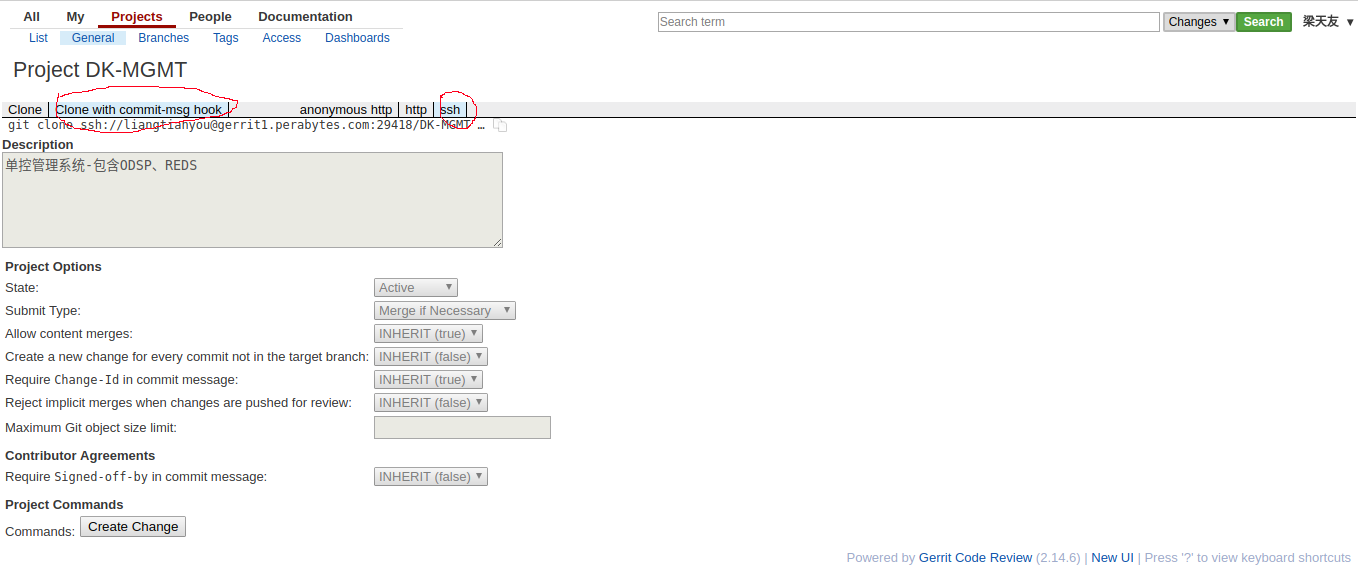 All My Projects People Documentation
Search term Changes ▼ Search 梁天友 ▼
List General Branches Tags Access Dashboards
Project DK-MGMT
Clone Clone with commit-msg hook anonymous http http ssh
git clone ssh://liangtianyou@gerrit1.perabytes.com:29418/DK-MGMT …
Description
单控管理系统-包含ODSP、REDS
Project Options
State: Active ▼
Submit Type: Merge if Necessary ▼
Allow content merges: INHERIT (true) ▼
Create a new change for every commit not in the target branch: INHERIT (false) ▼
Require Change-Id in commit message: INHERIT (true) ▼
Reject implicit merges when changes are pushed for review: INHERIT (false) ▼
Maximum Git object size limit:
Contributor Agreements
Require Signed-off-by in commit message: INHERIT (false) ▼
Project Commands
Commands: Create Change
Powered by Gerrit Code Review (2.14.6) | New UI | Press '?' to view keyboard shortcuts